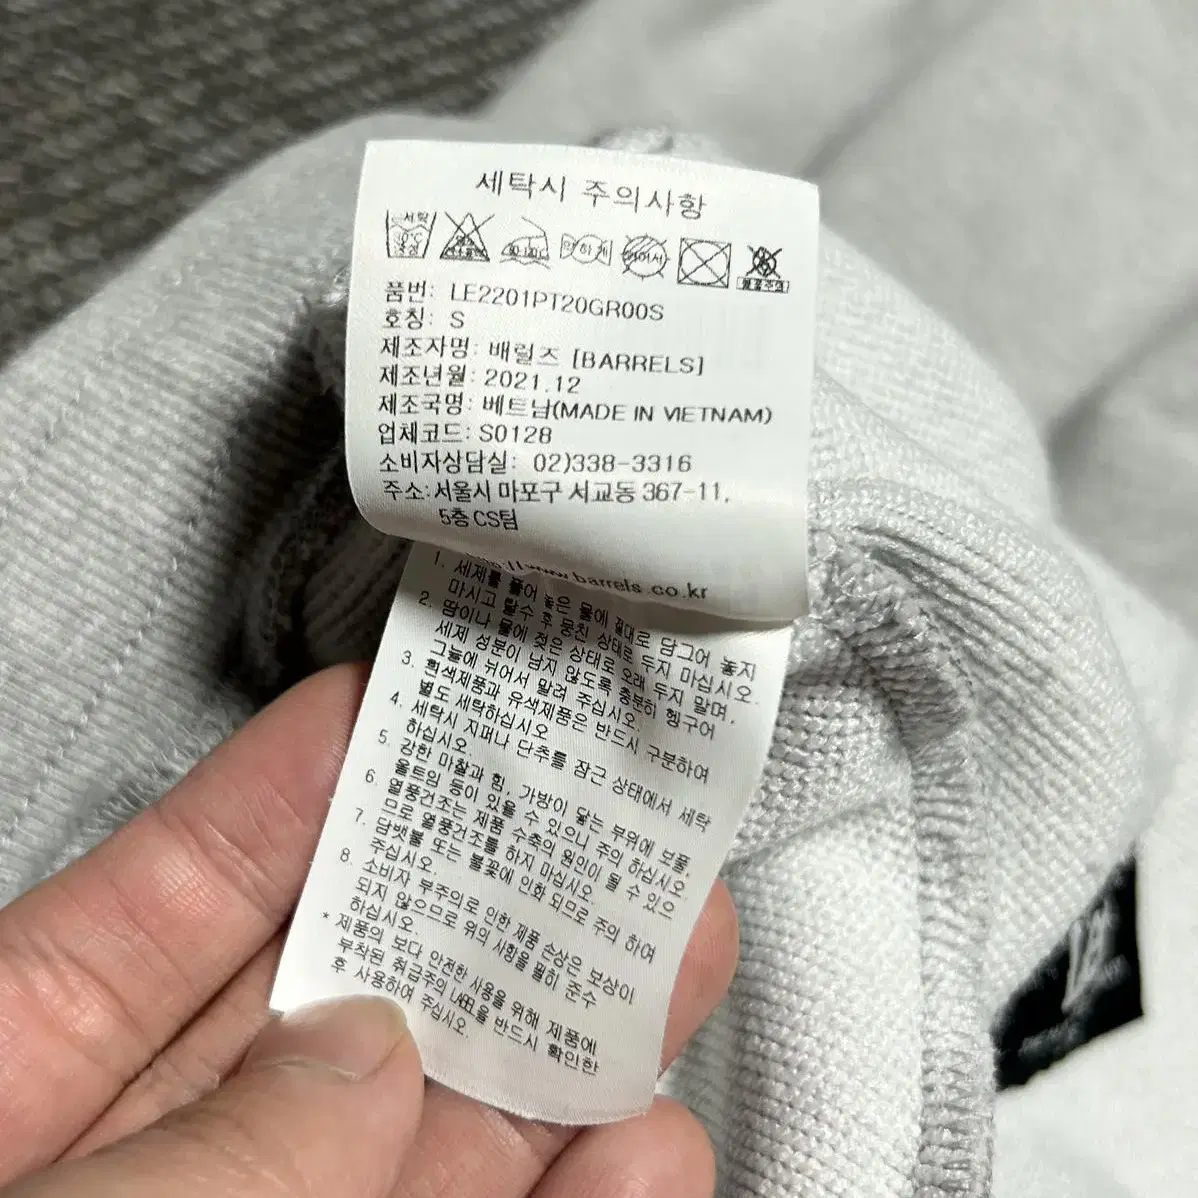 세탁시 주의사항
약하게
품번: LE2201PT20GR00S
호칭: S
제조자명: 배럴즈 [BARRELS]
제조년월: 2021.12
제조국명: 베트남(MADE IN VIETNAM)
업체코드: S0128
소비자상담실: 02)338-3316
주소:서울시 마포구 서교동 367-11,
5층 CS팀
www.barrels.co.kr
1. 세제를 풀어 놓은 물에 절대로 담그어 놓지
마시고 탈수 후 뭉친 상태로 두지 마십시오.
2. 땀이나 물에 젖은 상태로 오래 두지 말며,
세제 성분이 남지 않도록 충분히 헹구어
그늘에 뉘어서 말려 주십시오.
3. 흰색제품과 유색제품은 반드시 구분하여
별도 세탁하십시오
4. 세탁시 지퍼나 단추를 잠근 상태에서 세탁
하십시오.
5. 강한 마찰과 힘, 가방이 닿는 부위에 보풀,
올트임 등이 있을 수 있으니 주의 하십시오
6. 열풍건조는 제품 수축의 원인이 될 수 있으
므로 열풍건조를 하지 마십시오.
7. 담뱃불 또는 불꽃에 인화 되므로 주의 하여
주십시오.
8. 소비자 부주의로 인한 제품 손상은 보상이
되지 않으므로 위의 사항을 필히 준수
하십시오.
* 제품의 보다 안전한 사용을 위해 제품에
부착된 취급주의 LABEL을 반드시 확인한
후 사용하여 주십시오.